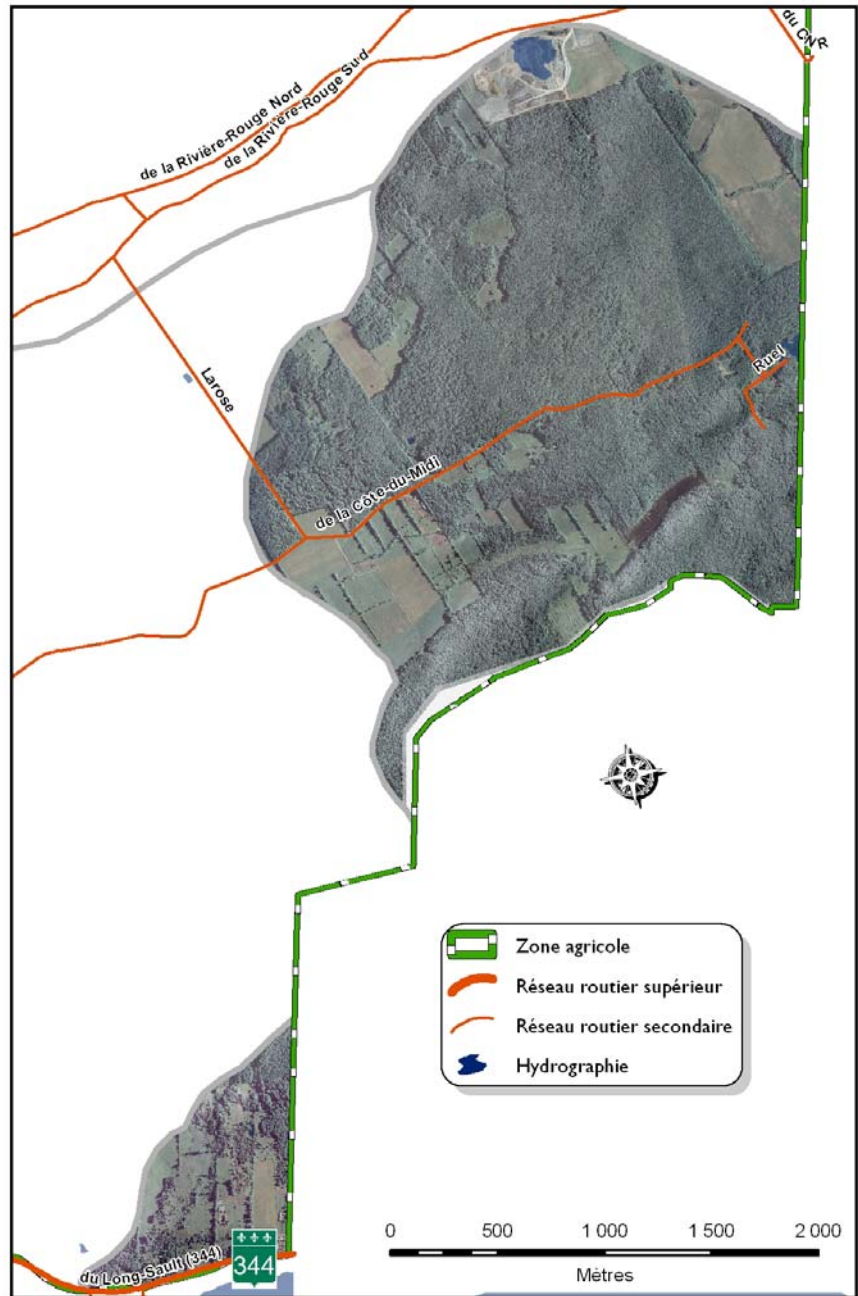 du CNR
de la Rivière-Rouge Nord
de la Rivière-Rouge Sud
Larose
Ruel
de la Côte-du-Midi
Zone agricole
Réseau routier supérieur
Réseau routier secondaire
Hydrographie
0 500 1 000 1 500 2 000
Mètres
du Long-Sault (344)
344